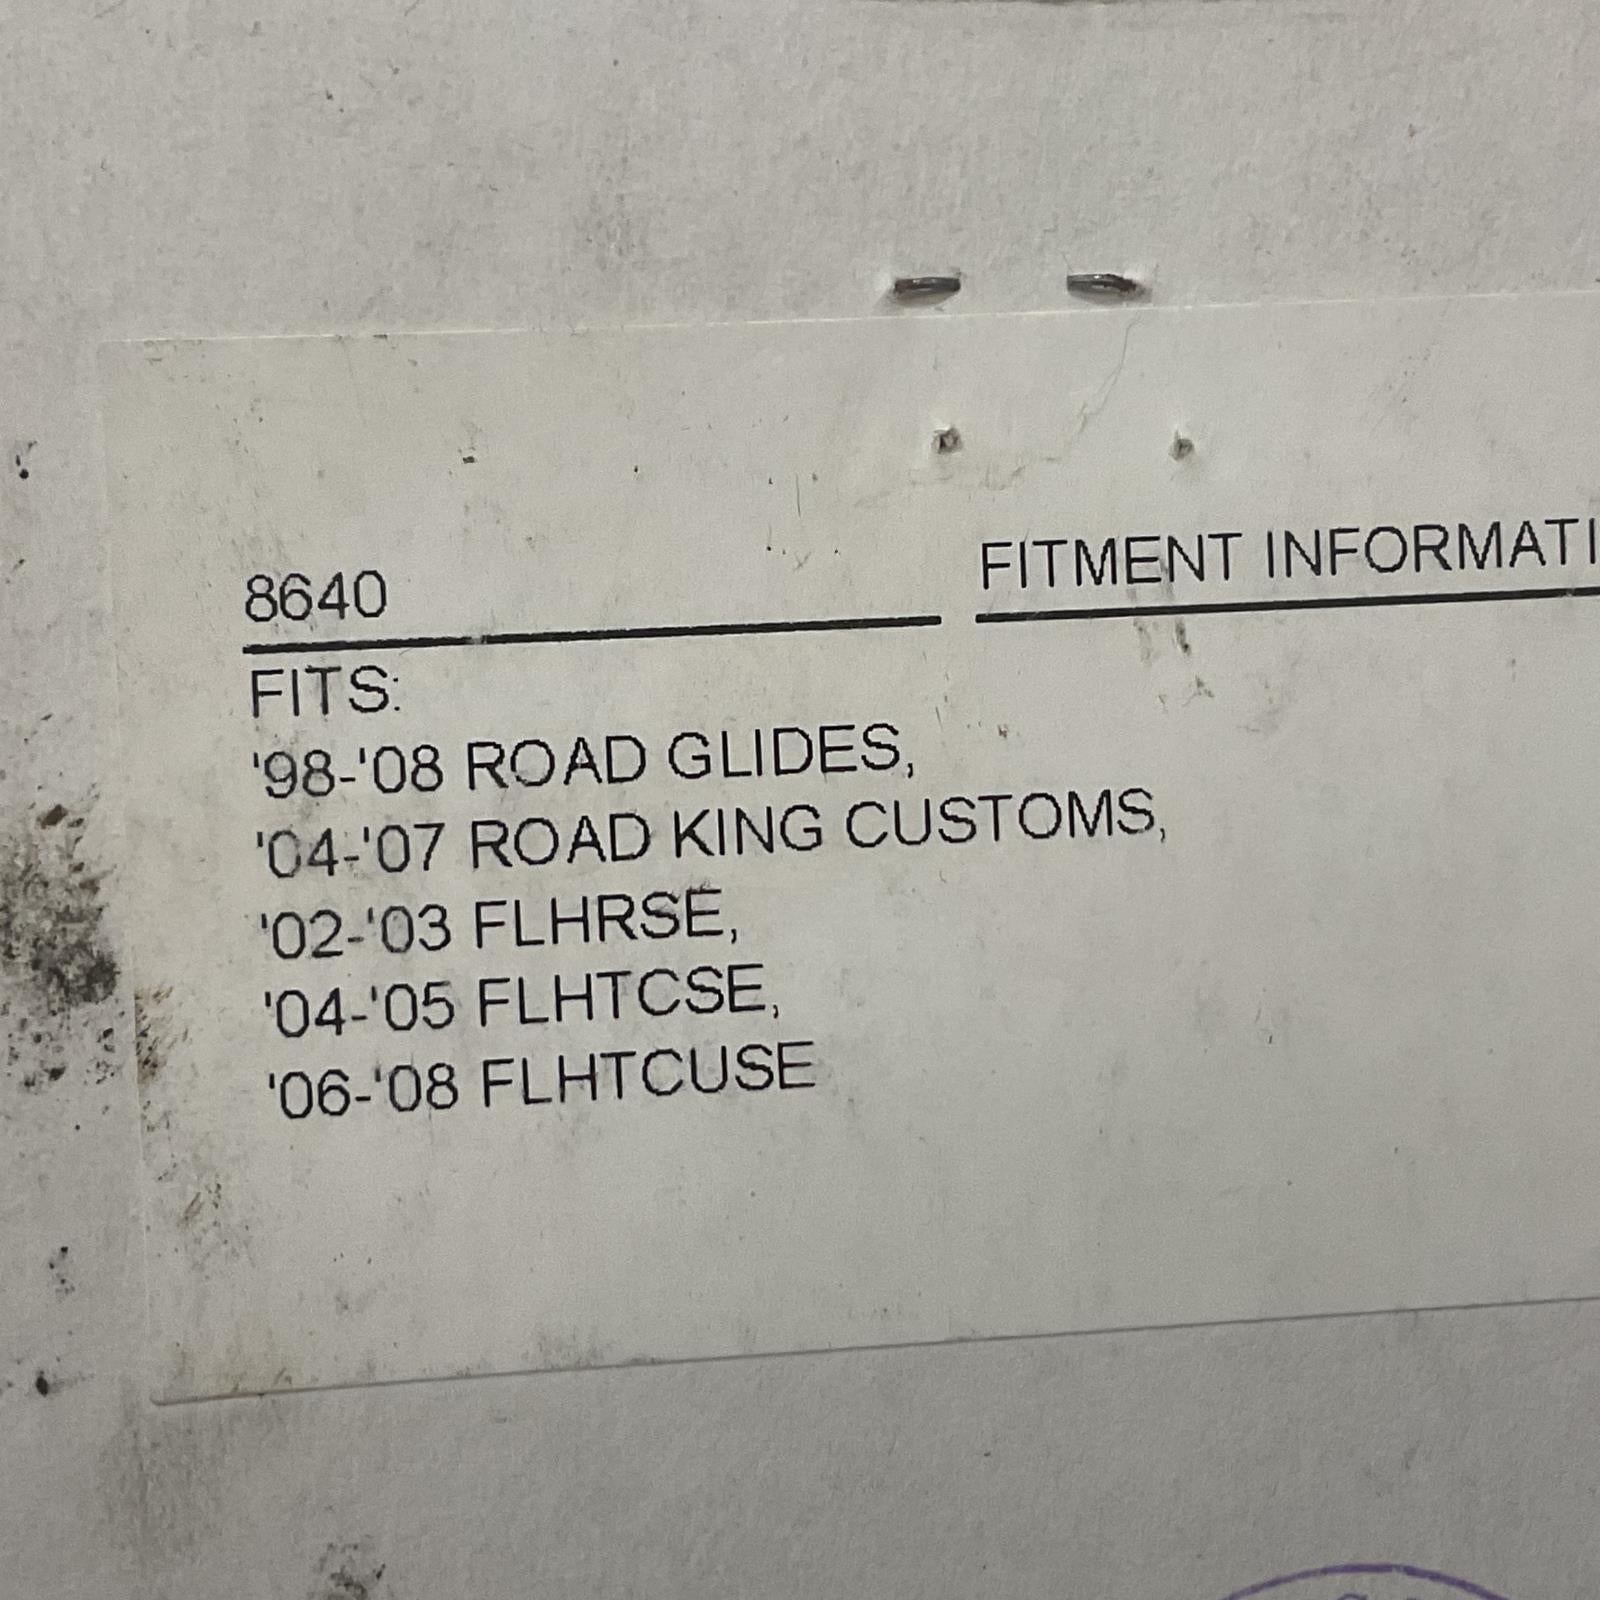 8640
FITMENT INFORMATI
FITS:
'98-'08 ROAD GLIDES,
'04-'07 ROAD KING CUSTOMS,
'02-'03 FLHRSE,
'04-'05 FLHTCSE,
'06-'08 FLHTCUSE